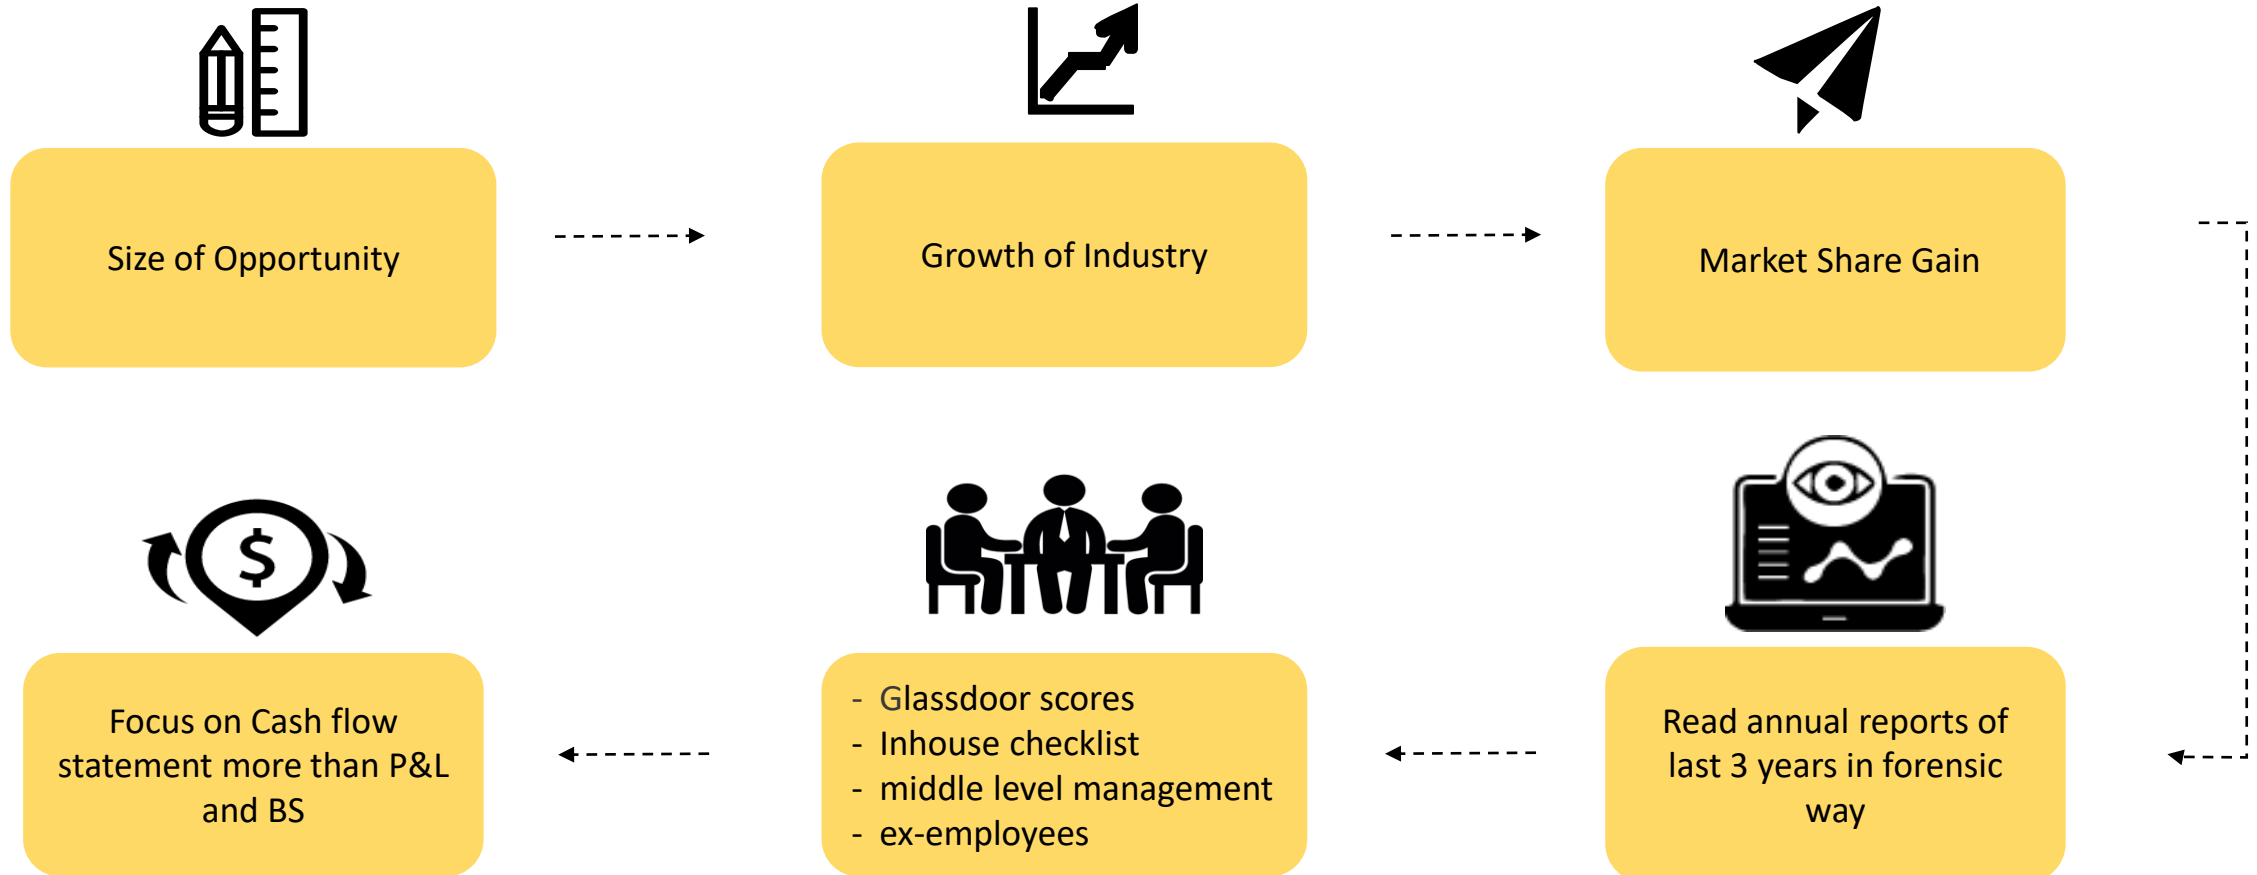 Size of Opportunity
Growth of Industry
Market Share Gain
$
Focus on Cash flow
statement more than P&L
and BS
- Glassdoor scores
- Inhouse checklist
- middle level management
- ex-employees
Read annual reports of
last 3 years in forensic
way